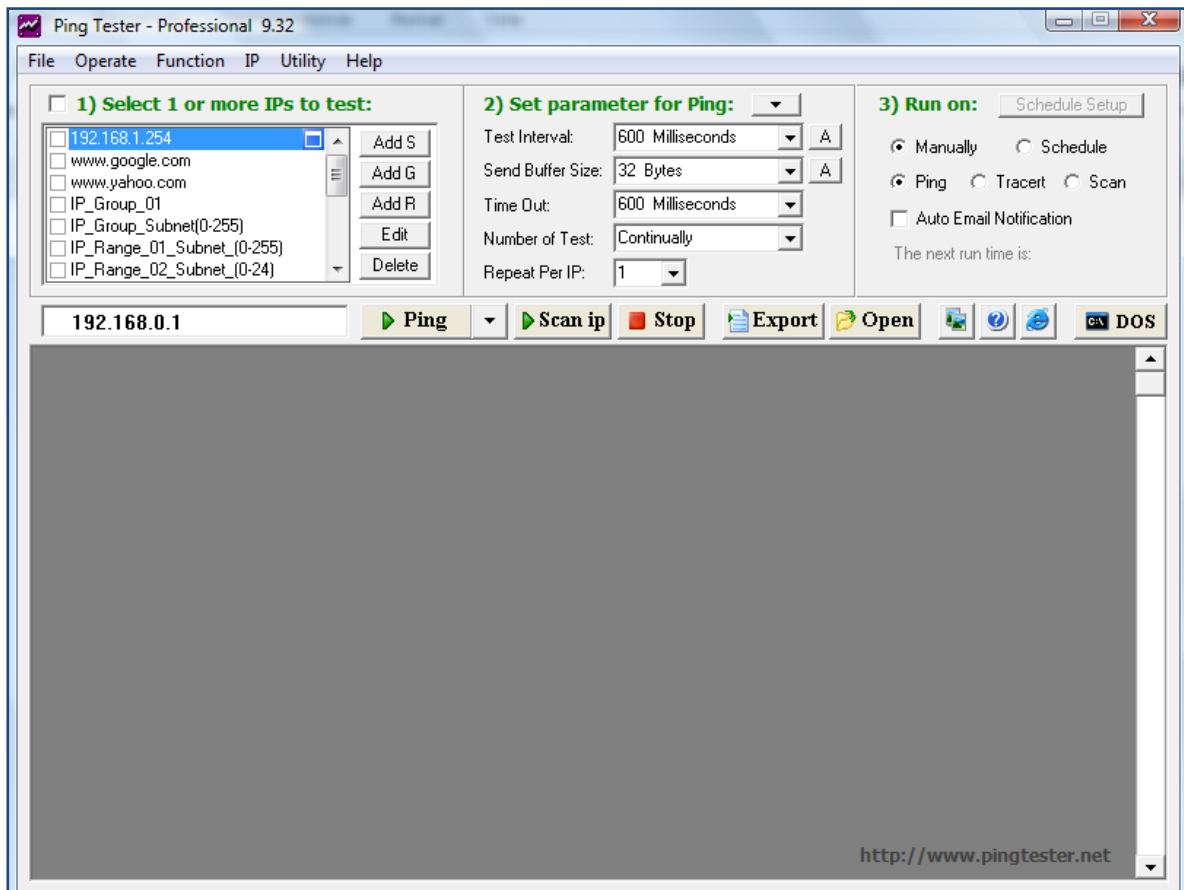 Ping Tester - Professional 9.32
File Operate Function IP Utility Help
1) Select 1 or more IPs to test:
192.168.1.254
www.google.com
www.yahoo.com
IP_Group_01
IP_Group_Subnet(0-255)
IP_Range_01_Subnet_(0-255)
IP_Range_02_Subnet_(0-24)
Add S
Add G
Add R
Edit
Delete
2) Set parameter for Ping:
Test Interval: 600 Milliseconds A
Send Buffer Size: 32 Bytes A
Time Out: 600 Milliseconds
Number of Test: Continually
Repeat Per IP: 1
3) Run on: Schedule Setup
Manually Schedule
Ping Tracert Scan
Auto Email Notification
The next run time is:
192.168.0.1 Ping Scan ip Stop Export Open C:\ DOS
http://www.pingtester.net